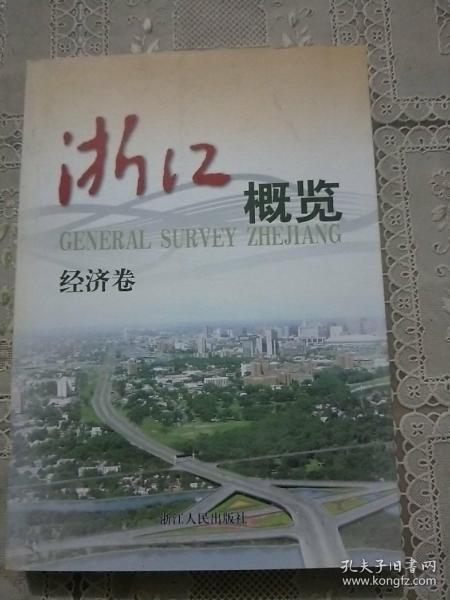 浙江
概览
GENERAL SURVEY ZHEJIANG
经济卷
浙江人民出版社
孔夫子旧书网
www.kongfz.com